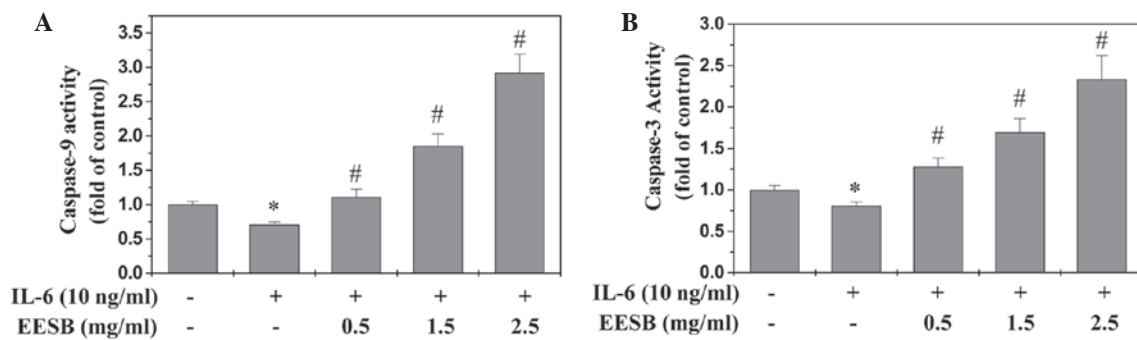 A
Caspase-9 activity
(fold of control)
3.5
3.0
2.5
2.0
1.5
1.0
0.5
0.0
*
#
#
#
IL-6 (10 ng/ml) - + + + +
EESB (mg/ml) - - 0.5 1.5 2.5
B
Caspase-3 Activity
(fold of control)
3.0
2.5
2.0
1.5
1.0
0.5
0.0
*
#
#
#
IL-6 (10 ng/ml) - + + + +
EESB (mg/ml) - - 0.5 1.5 2.5